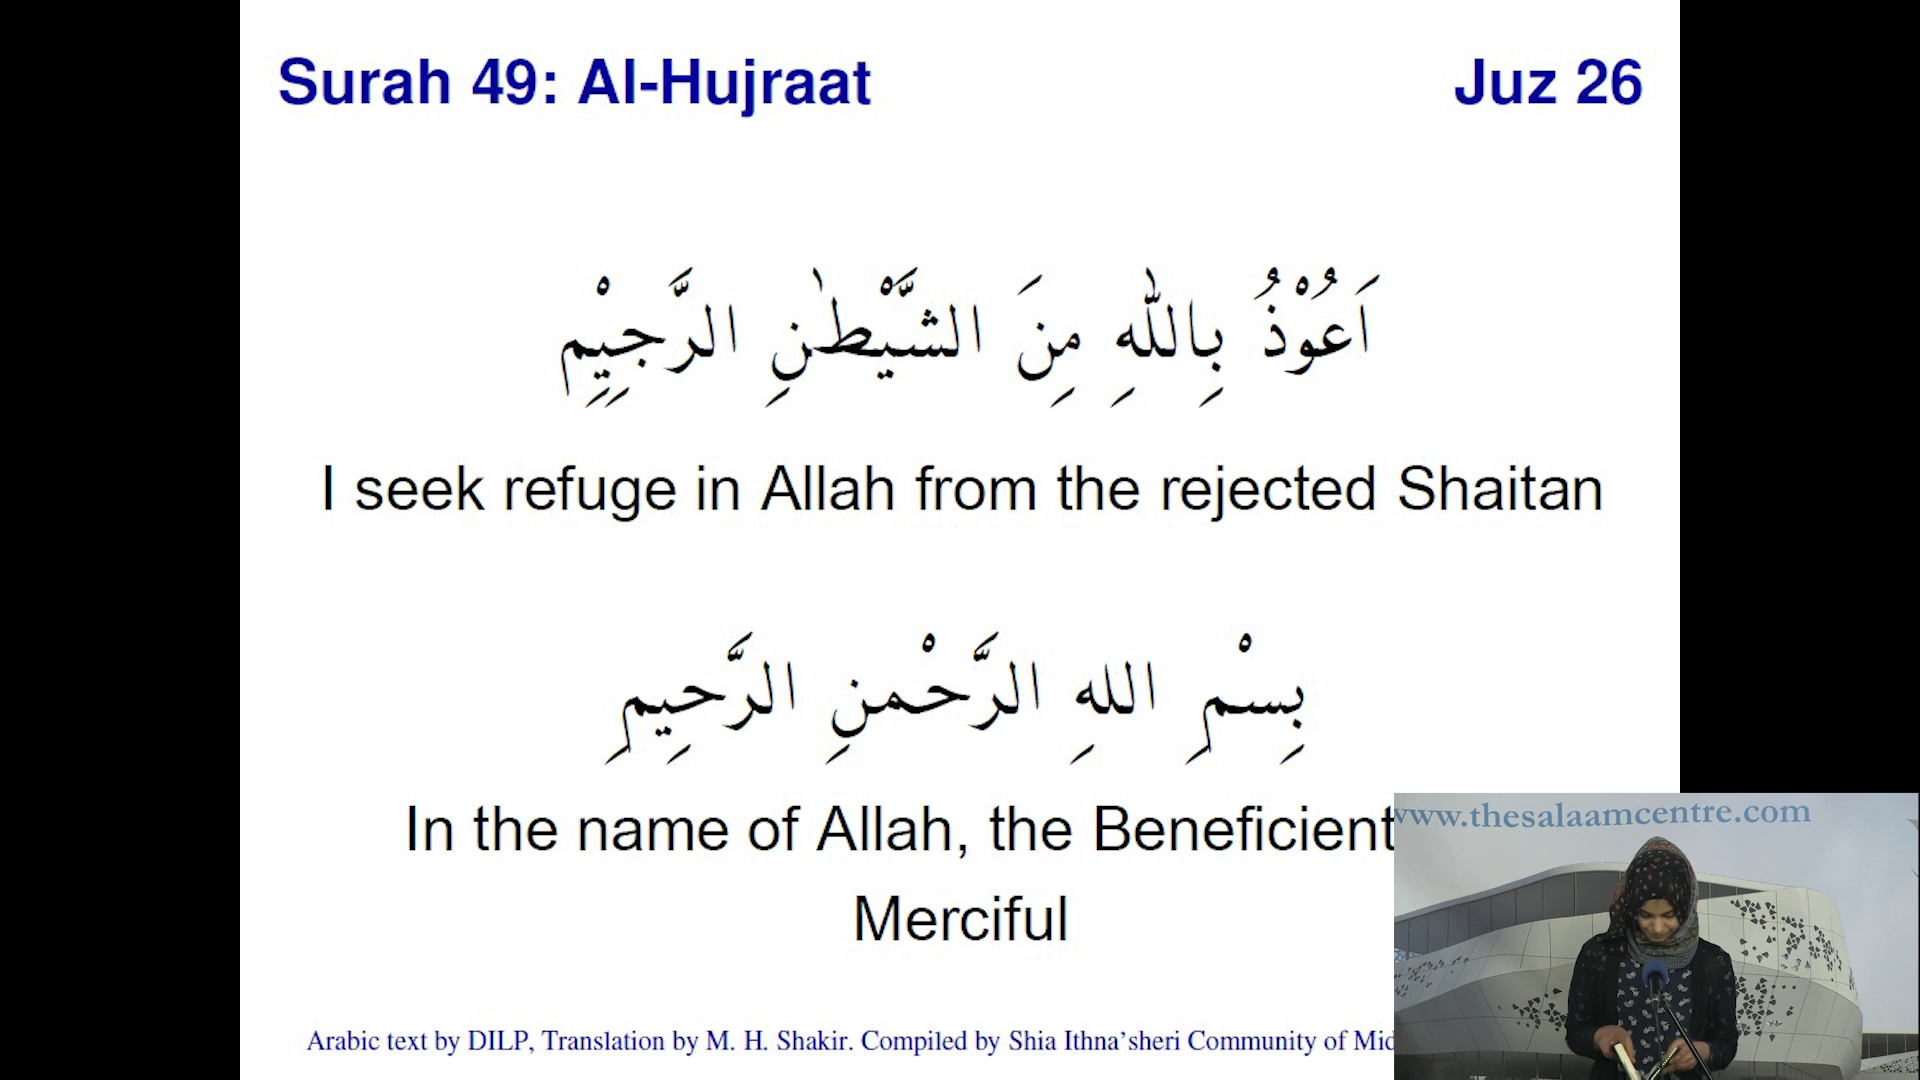 Surah 49: Al-Hujraat
Juz 26
اَعُوْذُ بِاللهِ مِنَ الشَّيْطٰنِ الرَّجِيْمِ
I seek refuge in Allah from the rejected Shaitan
بِسْمِ اللهِ الرَّحْمنِ الرَّحِيمِ
In the name of Allah, the Beneficient
Merciful
Arabic text by DILP, Translation by M. H. Shakir. Compiled by Shia Ithna'sheri Community of Mid
www.thesalaamcentre.com